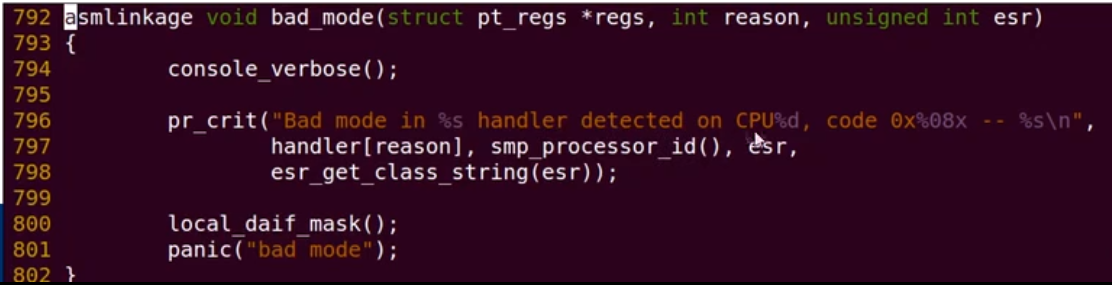 792 asmlinkage void bad_mode(struct pt_regs *regs, int reason, unsigned int esr)
793 {
794         console_verbose();
795
796         pr_crit("Bad mode in %s handler detected on CPU%d, code 0x%08x -- %s\n",
797                 handler[reason], smp_processor_id(), esr,
798                 esr_get_class_string(esr));
799
800         local_daif_mask();
801         panic("bad mode");
802 }